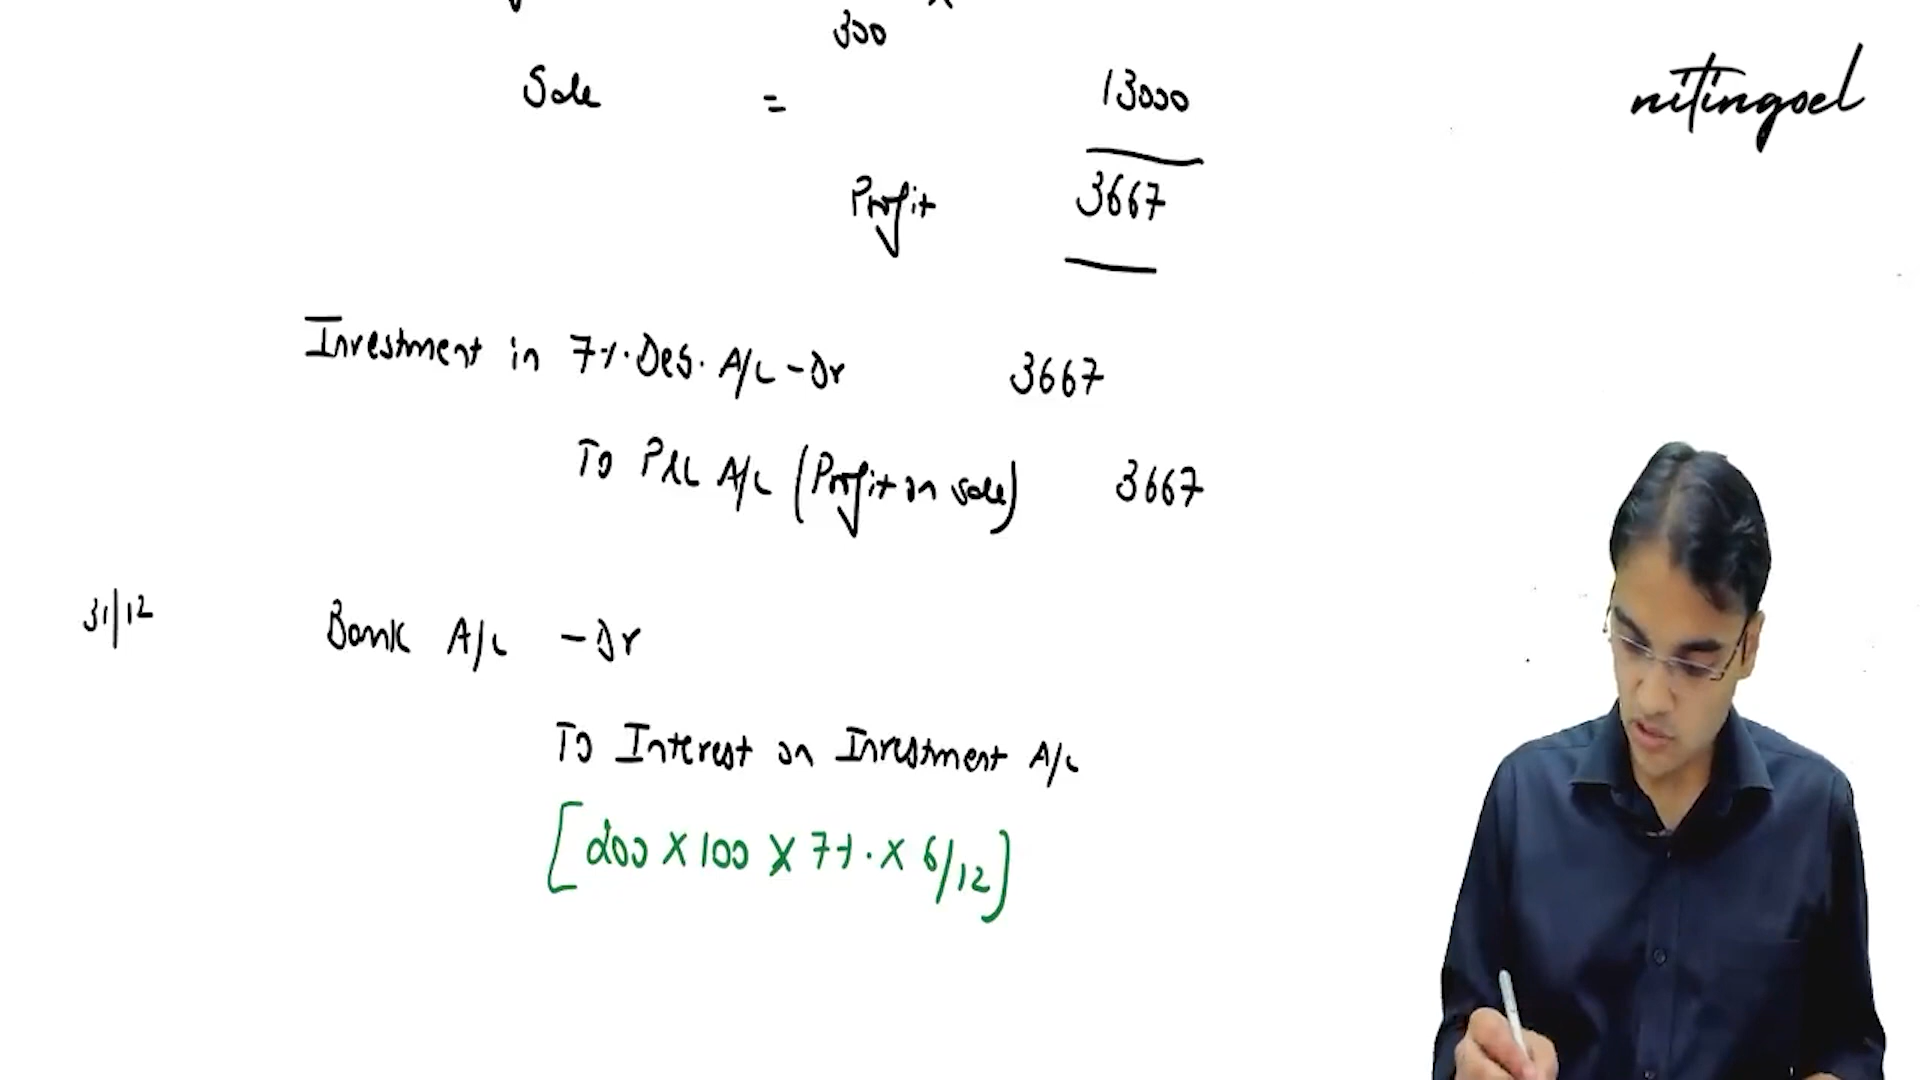 300
Sale = 13000
nitingoel
Profit 3667
Investment in 7%. Deb. A/c - Dr 3667
To P&L A/c (Profit on sale) 3667
31/12 Bank A/c - Dr
To Interest on Investment A/c
[200 X 100 X 7%. X 6/12]